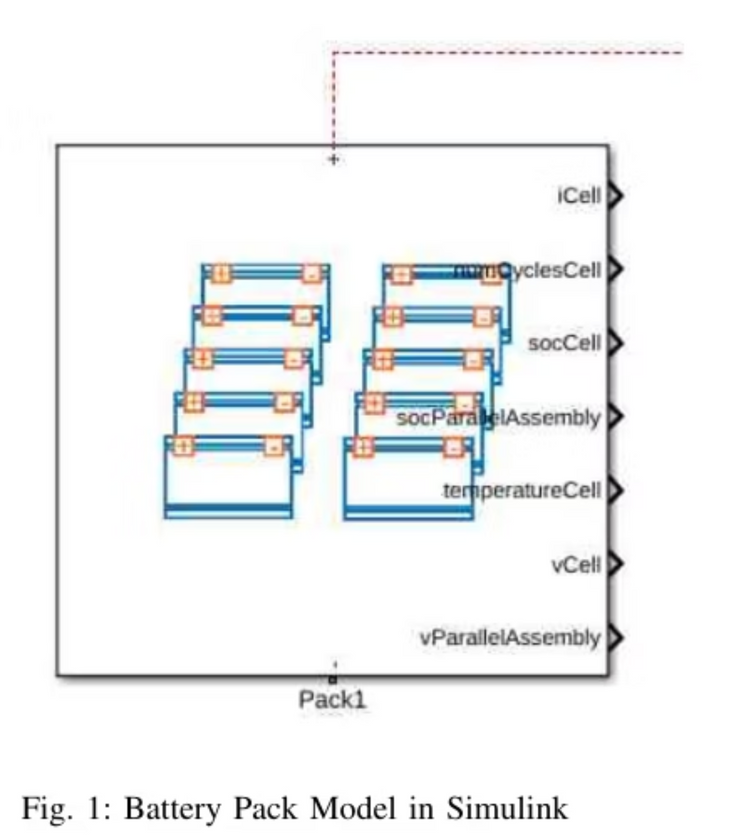 +
iCell
+ - + - numCyclesCell
+ - + -
socCell
+ - + -
+ - + -
socParallelAssembly
+ - + -
temperatureCell
vCell
vParallelAssembly
-
Pack1
Fig. 1: Battery Pack Model in Simulink